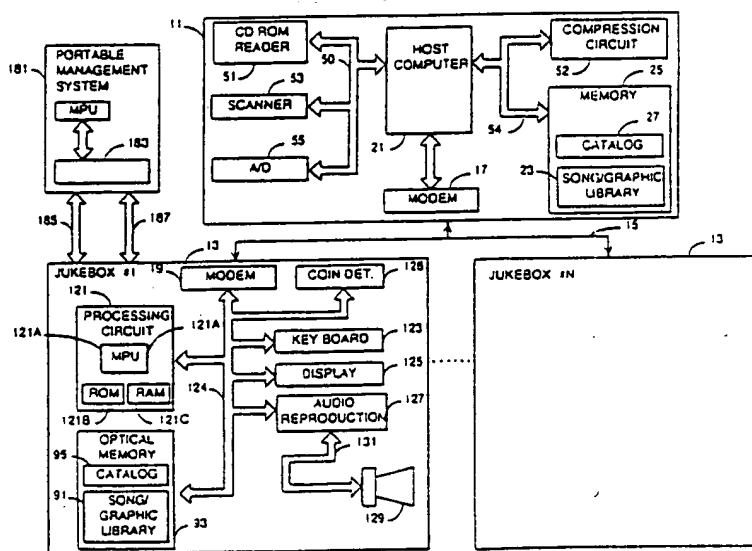 11
CD ROM
READER
51
50
HOST
COMPUTER
21
COMPRESSION
CIRCUIT
52
25
PORTABLE
MANAGEMENT
SYSTEM
181
MPU
183
53
SCANNER
55
A/D
17
MODEM
54
MEMORY
27
CATALOG
23
SONG/GRAPHIC
LIBRARY
185
187
15
13
JUKEBOX #1
19
MODEM
COIN DET.
126
13
JUKEBOX #N
121
PROCESSING
CIRCUIT
121A
121A
MPU
ROM
RAM
121B
121C
124
KEY BOARD
123
DISPLAY
125
AUDIO
REPRODUCTION
127
131
129
OPTICAL
MEMORY
95
CATALOG
91
SONG/
GRAPHIC
LIBRARY
93